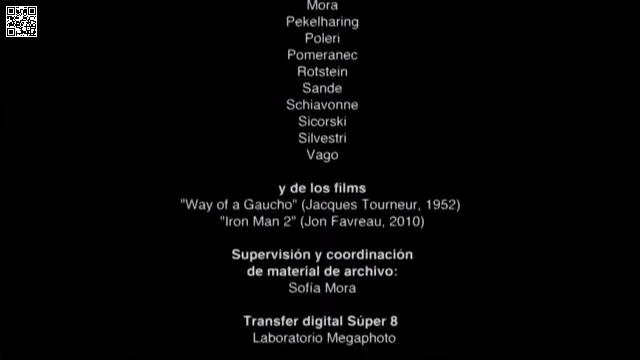 Mora
Pekelharing
Poleri
Pomeranec
Rotstein
Sande
Schiavonne
Sicorski
Silvestri
Vago
y de los films
"Way of a Gaucho" (Jacques Tourneur, 1952)
"Iron Man 2" (Jon Favreau, 2010)
Supervisión y coordinación
de material de archivo:
Sofía Mora
Transfer digital Súper 8
Laboratorio Megaphoto